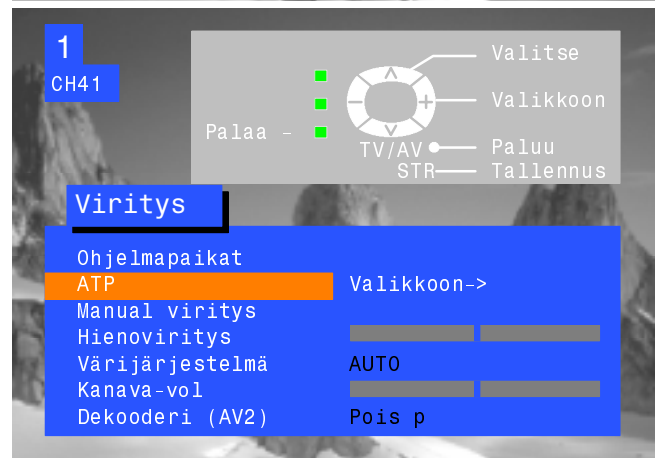 1
CH41
Valitse
Valikkoon
Palaa -
TV/AV Paluu
STR Tallennus
Viritys
Ohjelmapaikat
ATP Valikkoon->
Manual viritys
Hienoviritys
Värijärjestelmä AUTO
Kanava-vol
Dekooderi (AV2) Pois p